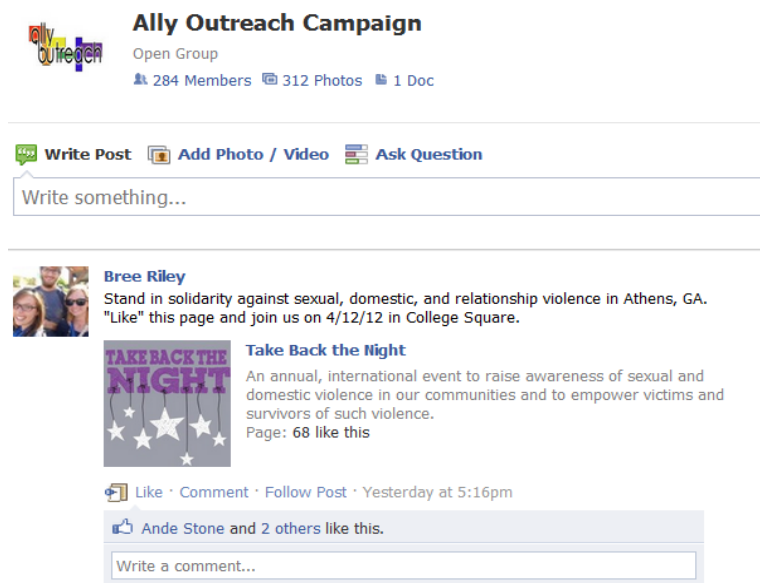 ally
outreach
Ally Outreach Campaign
Open Group
284 Members 312 Photos 1 Doc
Write Post Add Photo / Video Ask Question
Write something...
Bree Riley
Stand in solidarity against sexual, domestic, and relationship violence in Athens, GA.
"Like" this page and join us on 4/12/12 in College Square.
TAKE BACK THE
NIGHT
Take Back the Night
An annual, international event to raise awareness of sexual and
domestic violence in our communities and to empower victims and
survivors of such violence.
Page: 68 like this
Like · Comment · Follow Post · Yesterday at 5:16pm
Ande Stone and 2 others like this.
Write a comment...